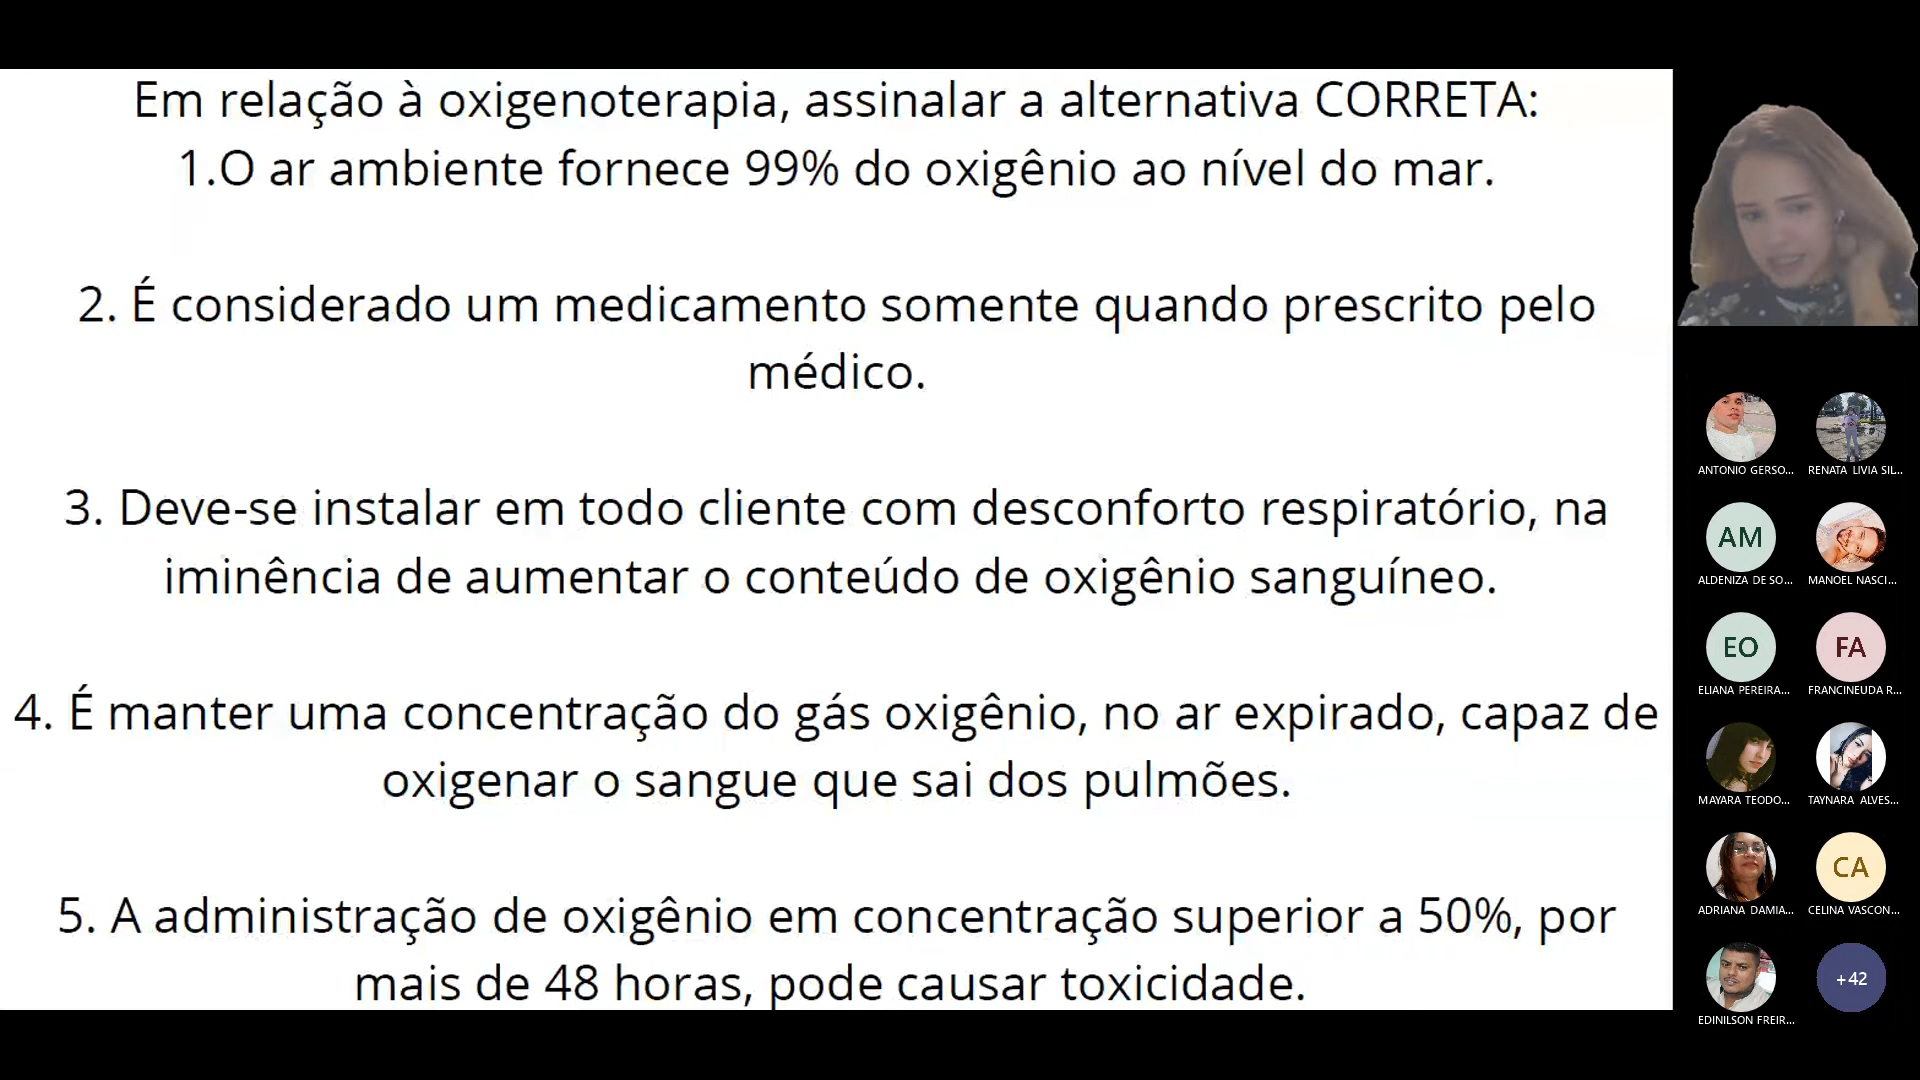 Em relação à oxigenoterapia, assinalar a alternativa CORRETA:
1.O ar ambiente fornece 99% do oxigênio ao nível do mar.
2. É considerado um medicamento somente quando prescrito pelo
médico.
3. Deve-se instalar em todo cliente com desconforto respiratório, na
iminência de aumentar o conteúdo de oxigênio sanguíneo.
4. É manter uma concentração do gás oxigênio, no ar expirado, capaz de
oxigenar o sangue que sai dos pulmões.
5. A administração de oxigênio em concentração superior a 50%, por
mais de 48 horas, pode causar toxicidade.
ANTONIO GERSO...
RENATA LIVIA SIL...
AM
ALDENIZA DE SO...
MANOEL NASCI...
EO
FA
ELIANA PEREIRA...
FRANCINEUDA R...
MAYARA TEODO...
TAYNARA ALVES...
CA
ADRIANA DAMIA...
CELINA VASCON...
+42
EDINILSON FREIR...